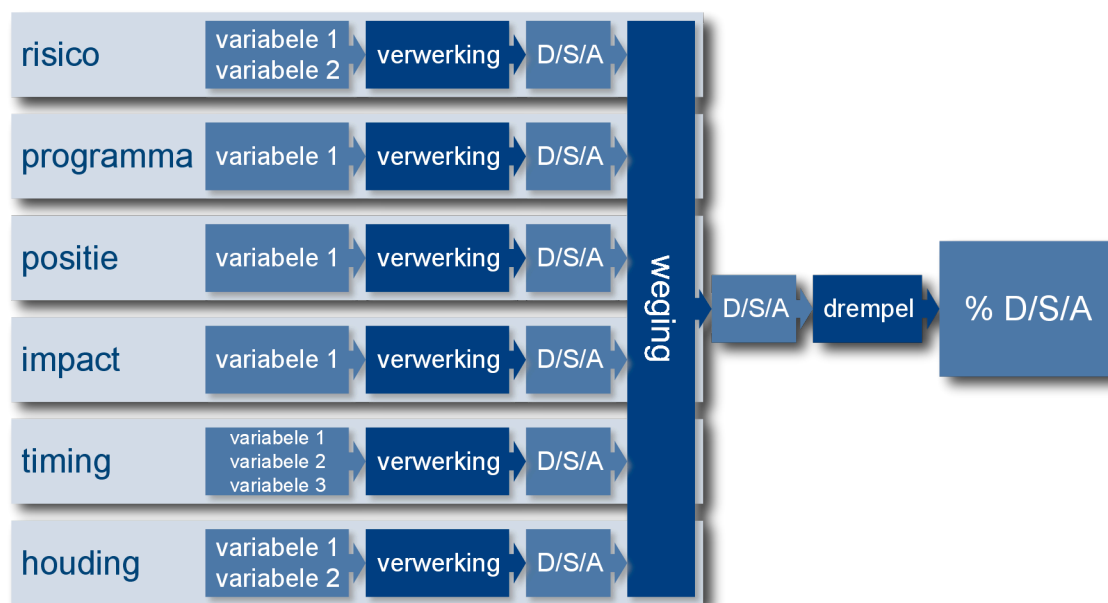 risico
variabele 1
variabele 2
verwerking
D/S/A
programma
variabele 1
verwerking
D/S/A
positie
variabele 1
verwerking
D/S/A
impact
variabele 1
verwerking
D/S/A
timing
variabele 1
variabele 2
variabele 3
verwerking
D/S/A
houding
variabele 1
variabele 2
verwerking
D/S/A
weging
D/S/A
drempel
% D/S/A